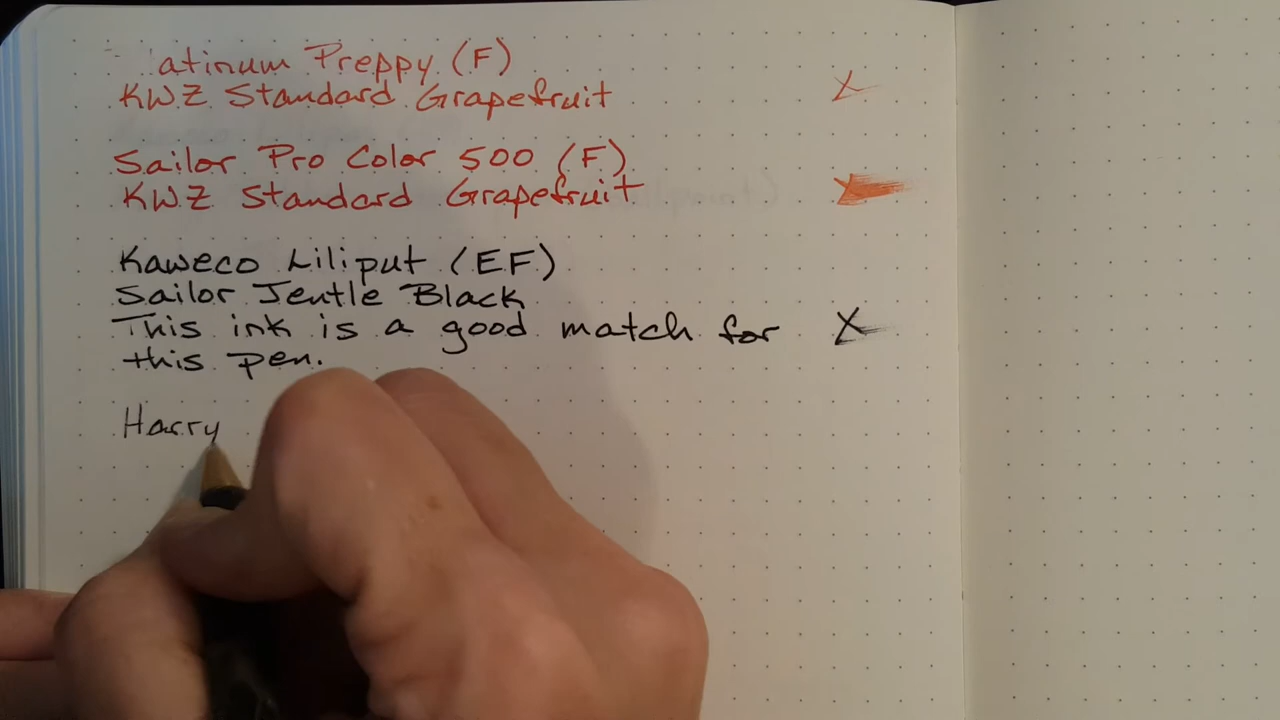 atinum Preppy (F)
KWZ Standard Grapefruit X
Sailor Pro Color 500 (F)
KWZ Standard Grapefruit X
Kaweco Liliput (EF)
Sailor Jentle Black
This ink is a good match for X
this pen.
Harry